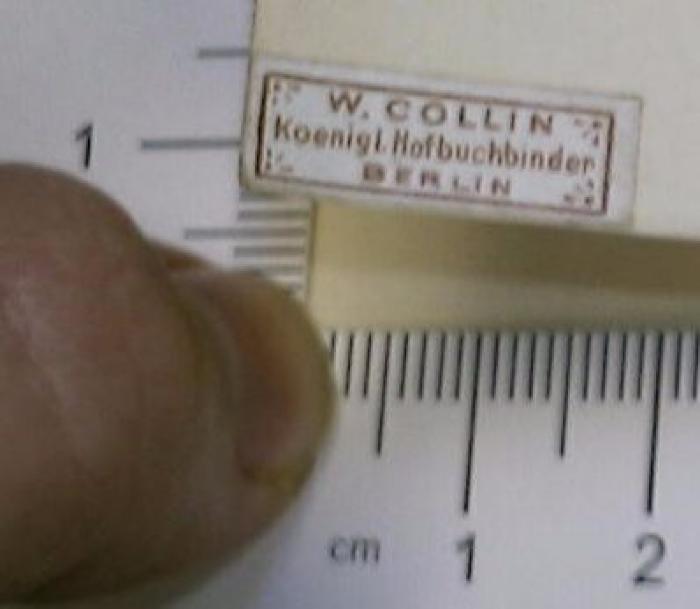 W. COLLIN
Koenigl. Hofbuchbinder
BERLIN
1
cm 1 2